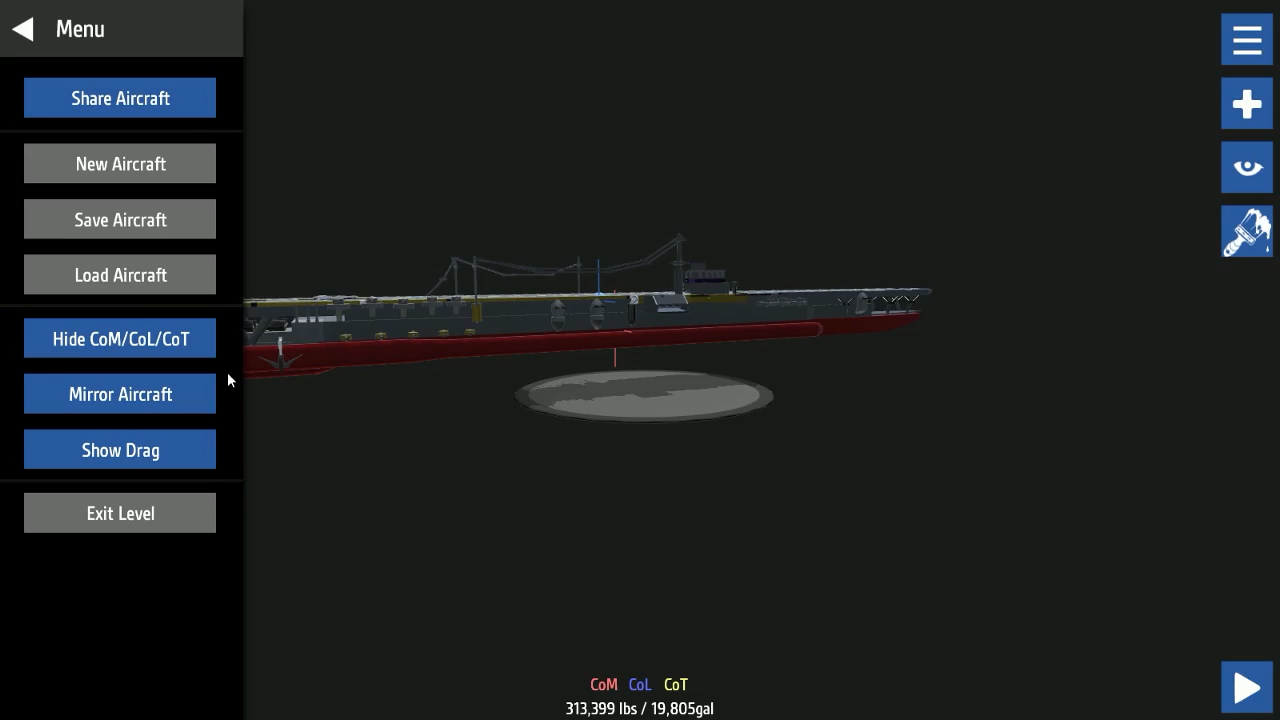 Menu
Share Aircraft
New Aircraft
Save Aircraft
Load Aircraft
Hide CoM/CoL/CoT
Mirror Aircraft
Show Drag
Exit Level
CoM CoL CoT
313,399 lbs / 19,805gal